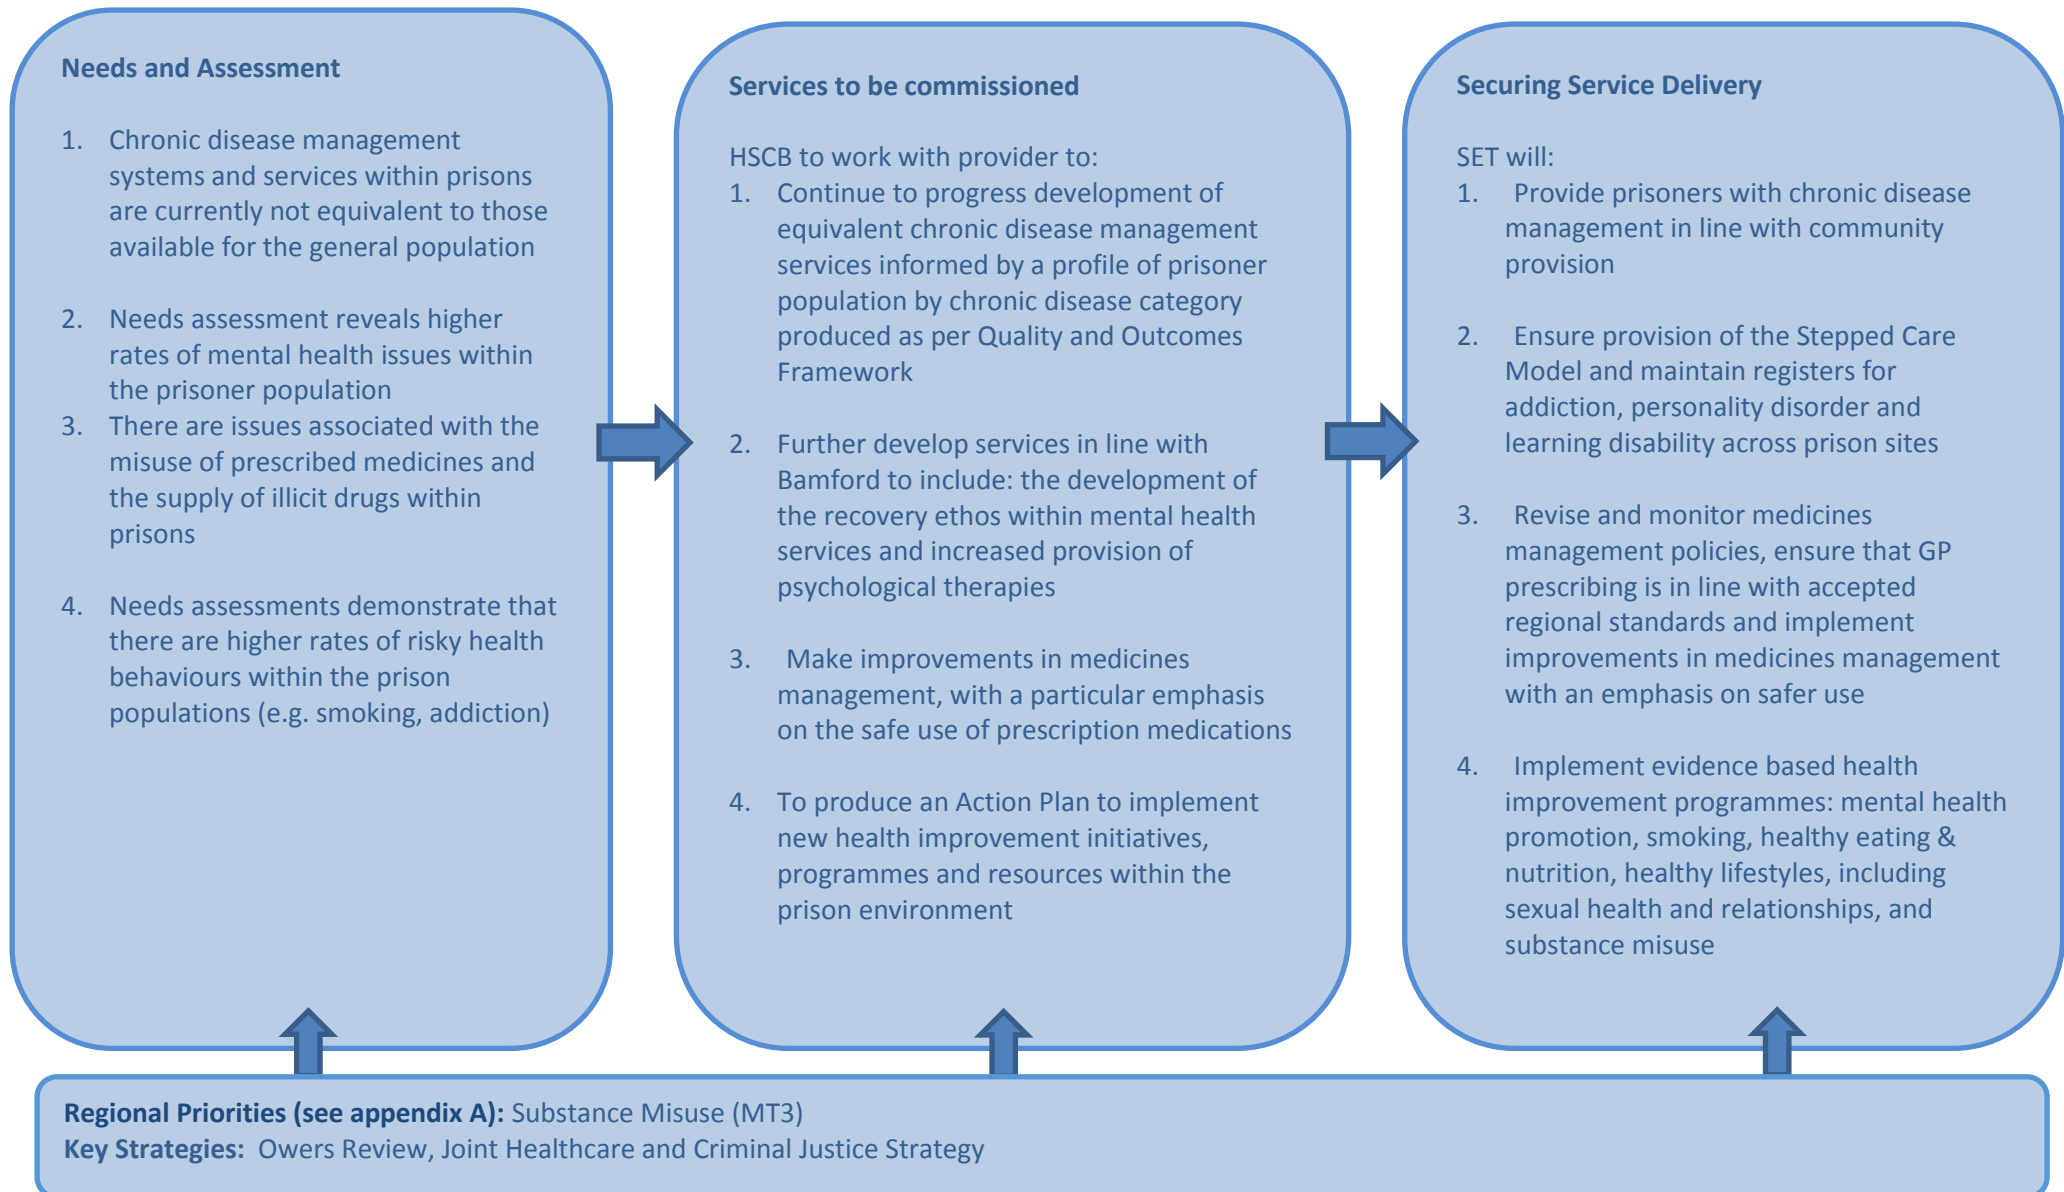 Needs and Assessment
1. Chronic disease management
systems and services within prisons
are currently not equivalent to those
available for the general population
2. Needs assessment reveals higher
rates of mental health issues within
the prisoner population
3. There are issues associated with the
misuse of prescribed medicines and
the supply of illicit drugs within
prisons
4. Needs assessments demonstrate that
there are higher rates of risky health
behaviours within the prison
populations (e.g. smoking, addiction)
Services to be commissioned
HSCB to work with provider to:
1. Continue to progress development of
equivalent chronic disease management
services informed by a profile of prisoner
population by chronic disease category
produced as per Quality and Outcomes
Framework
2. Further develop services in line with
Bamford to include: the development of
the recovery ethos within mental health
services and increased provision of
psychological therapies
3. Make improvements in medicines
management, with a particular emphasis
on the safe use of prescription medications
4. To produce an Action Plan to implement
new health improvement initiatives,
programmes and resources within the
prison environment
Securing Service Delivery
SET will:
1. Provide prisoners with chronic disease
management in line with community
provision
2. Ensure provision of the Stepped Care
Model and maintain registers for
addiction, personality disorder and
learning disability across prison sites
3. Revise and monitor medicines
management policies, ensure that GP
prescribing is in line with accepted
regional standards and implement
improvements in medicines management
with an emphasis on safer use
4. Implement evidence based health
improvement programmes: mental health
promotion, smoking, healthy eating &
nutrition, healthy lifestyles, including
sexual health and relationships, and
substance misuse
Regional Priorities (see appendix A): Substance Misuse (MT3)
Key Strategies: Owers Review, Joint Healthcare and Criminal Justice Strategy